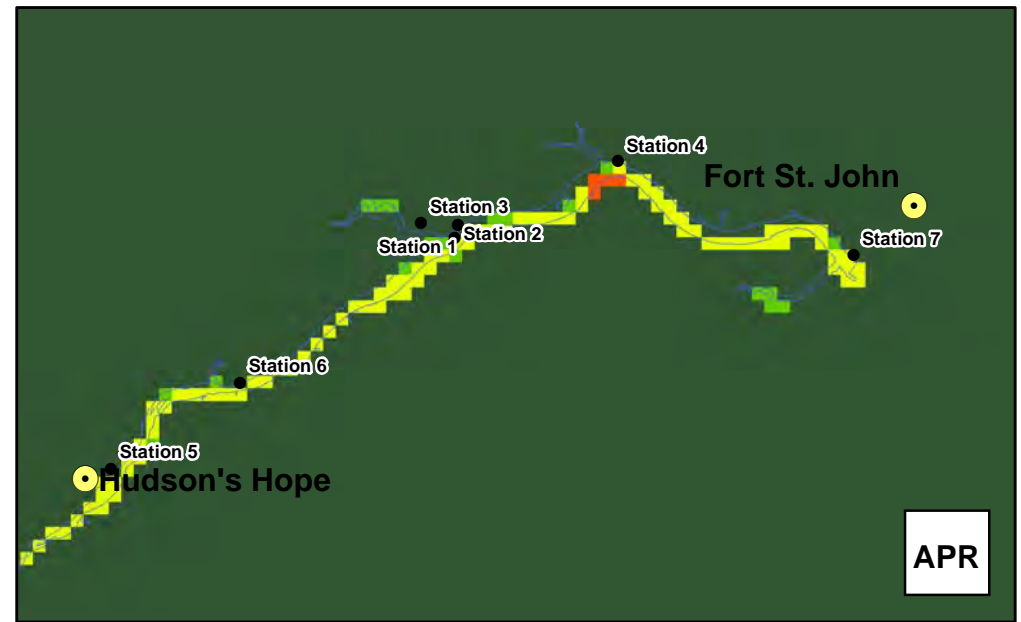 Station 4
Fort St. John
Station 3
Station 2
Station 1
Station 7
Station 6
Station 5
Hudson's Hope
APR